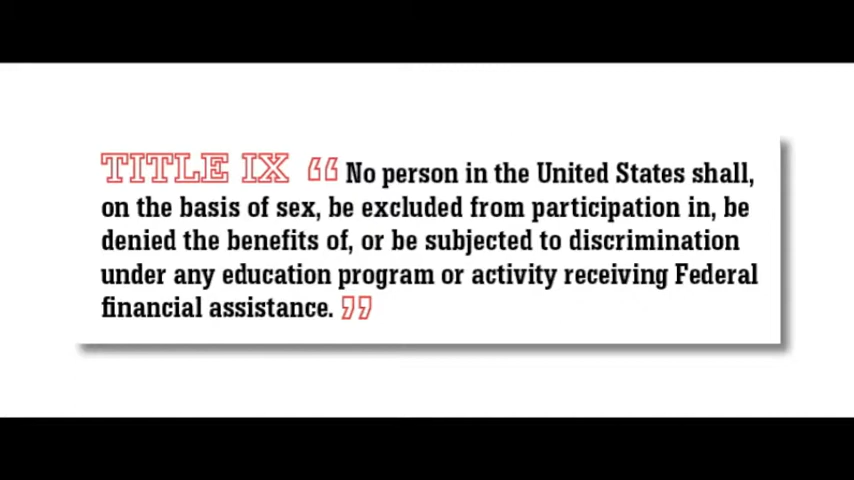 TITLE IX “ No person in the United States shall,
on the basis of sex, be excluded from participation in, be
denied the benefits of, or be subjected to discrimination
under any education program or activity receiving Federal
financial assistance. ”